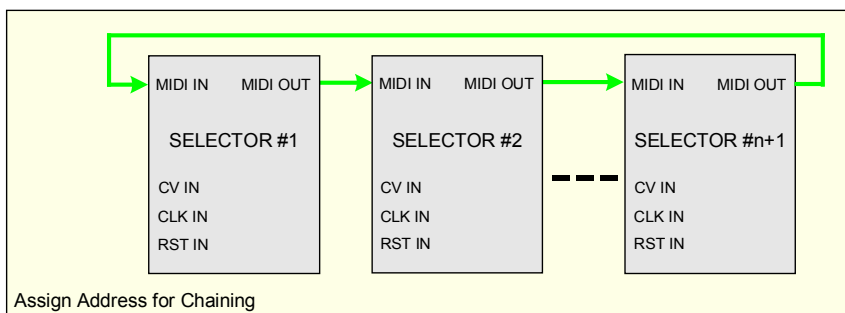 MIDI IN MIDI OUT
SELECTOR #1
CV IN
CLK IN
RST IN
MIDI IN MIDI OUT
SELECTOR #2
CV IN
CLK IN
RST IN
MIDI IN MIDI OUT
SELECTOR #n+1
CV IN
CLK IN
RST IN
Assign Address for Chaining